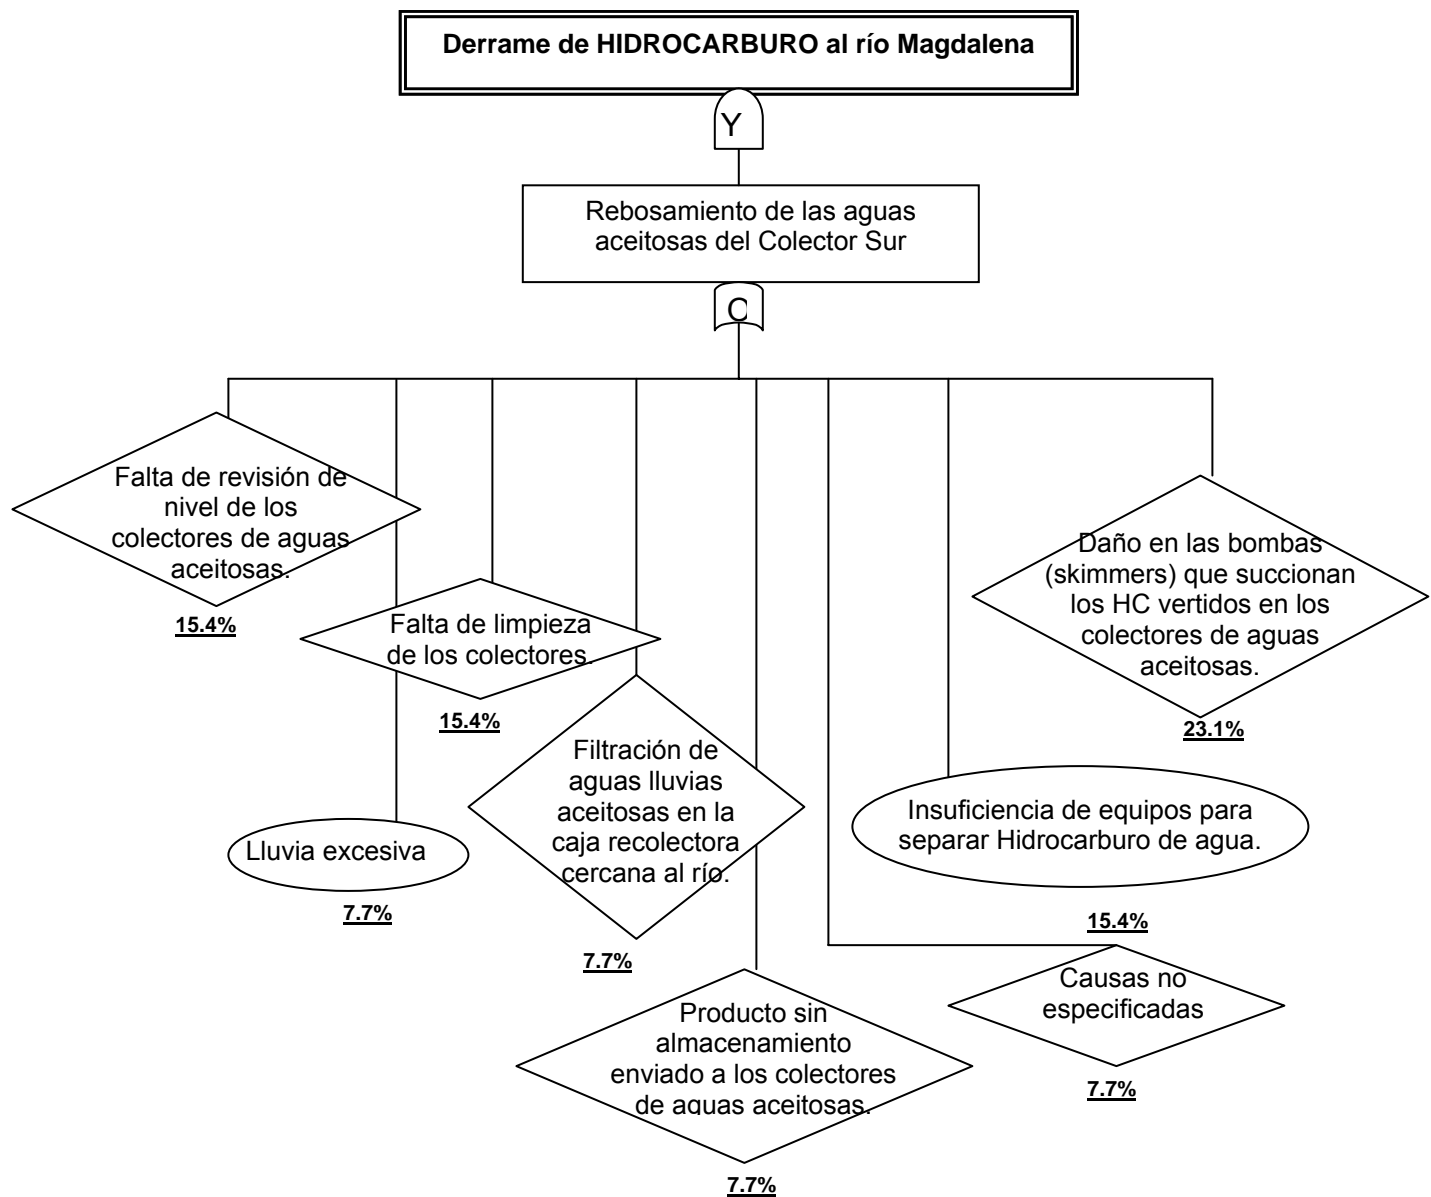 Derrame de HIDROCARBURO al río Magdalena
Y
Rebosamiento de las aguas
aceitosas del Colector Sur
O
Falta de revisión de
nivel de los
colectores de aguas
aceitosas.
15.4%
Falta de limpieza
de los colectores.
15.4%
Lluvia excesiva
7.7%
Filtración de
aguas lluvias
aceitosas en la
caja recolectora
cercana al río.
7.7%
Producto sin
almacenamiento
enviado a los colectores
de aguas aceitosas.
7.7%
Daño en las bombas
(skimmers) que succionan
los HC vertidos en los
colectores de aguas
aceitosas.
23.1%
Insuficiencia de equipos para
separar Hidrocarburo de agua.
15.4%
Causas no
especificadas
7.7%